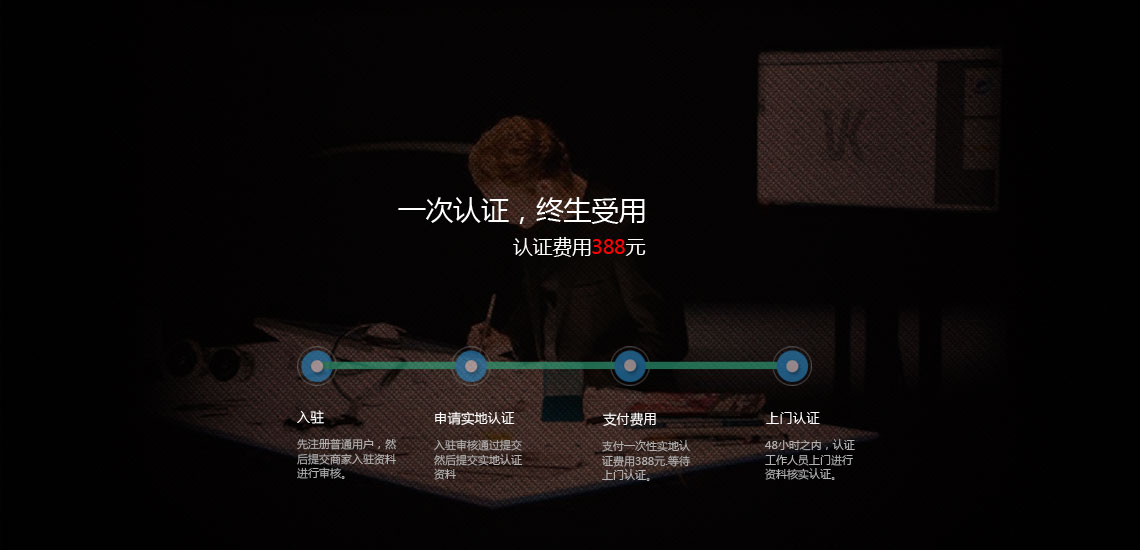 一次认证，终生受用
认证费用388元
入驻
先注册普通用户，然
后提交商家入驻资料
进行审核。
申请实地认证
入驻审核通过提交
然后提交实地认证
资料
支付费用
支付一次性实地认
证费用388元.等待
上门认证。
上门认证
48小时之内，认证
工作人员上门进行
资料核实认证。